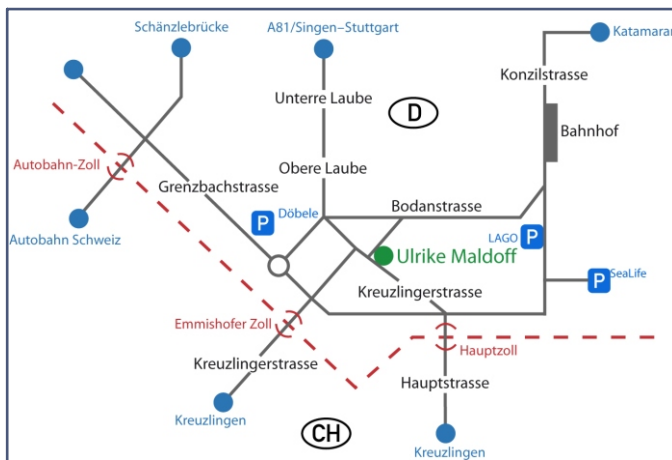 Schänzlebrücke
A81/Singen–Stuttgart
Katamaran
Konzilstrasse
Unterre Laube
D
Bahnhof
Autobahn-Zoll
Obere Laube
Grenzbachstrasse
Bodanstrasse
P
Döbele
LAGO
P
Autobahn Schweiz
Ulrike Maldoff
P
SeaLife
Kreuzlingerstrasse
Emmishofer Zoll
Hauptzoll
Kreuzlingerstrasse
Hauptstrasse
Kreuzlingen
CH
Kreuzlingen